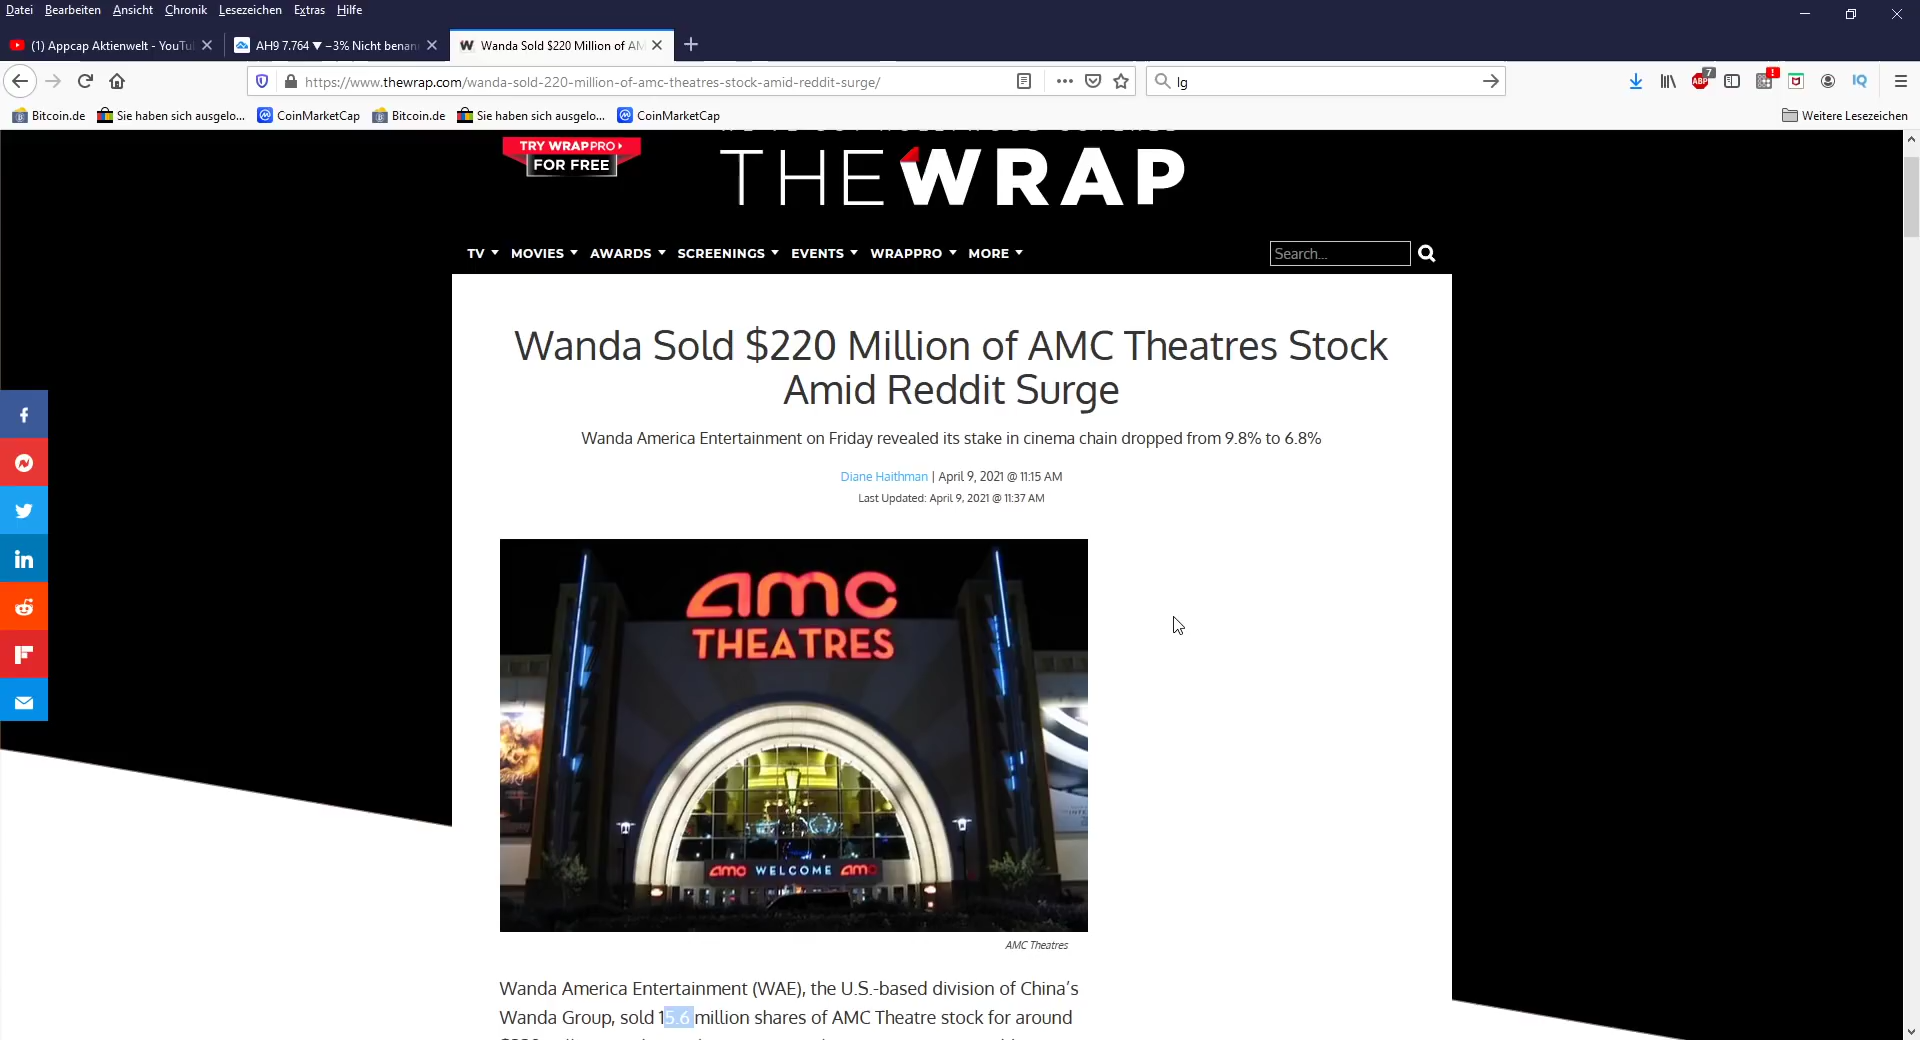 Datei Bearbeiten Ansicht Chronik Lesezeichen Extras Hilfe
(1) Appcap Aktienwelt - YouTu
AH9 7.764 ▼ −3% Nicht benan
W Wanda Sold $220 Million of AM
https://www.thewrap.com/wanda-sold-220-million-of-amc-theatres-stock-amid-reddit-surge/
lg
ABP 7
!
IQ
Bitcoin.de Sie haben sich ausgelo... CoinMarketCap Bitcoin.de Sie haben sich ausgelo... CoinMarketCap Weitere Lesezeichen
TRY WRAPPRO
FOR FREE
THEWRAP
TV MOVIES AWARDS SCREENINGS EVENTS WRAPPRO MORE Search...
Wanda Sold $220 Million of AMC Theatres Stock
Amid Reddit Surge
Wanda America Entertainment on Friday revealed its stake in cinema chain dropped from 9.8% to 6.8%
Diane Haithman | April 9, 2021 @ 11:15 AM
Last Updated: April 9, 2021 @ 11:37 AM
amc
THEATRES
amc WELCOME amc
AMC Theatres
Wanda America Entertainment (WAE), the U.S.-based division of China’s
Wanda Group, sold 15.6 million shares of AMC Theatre stock for around